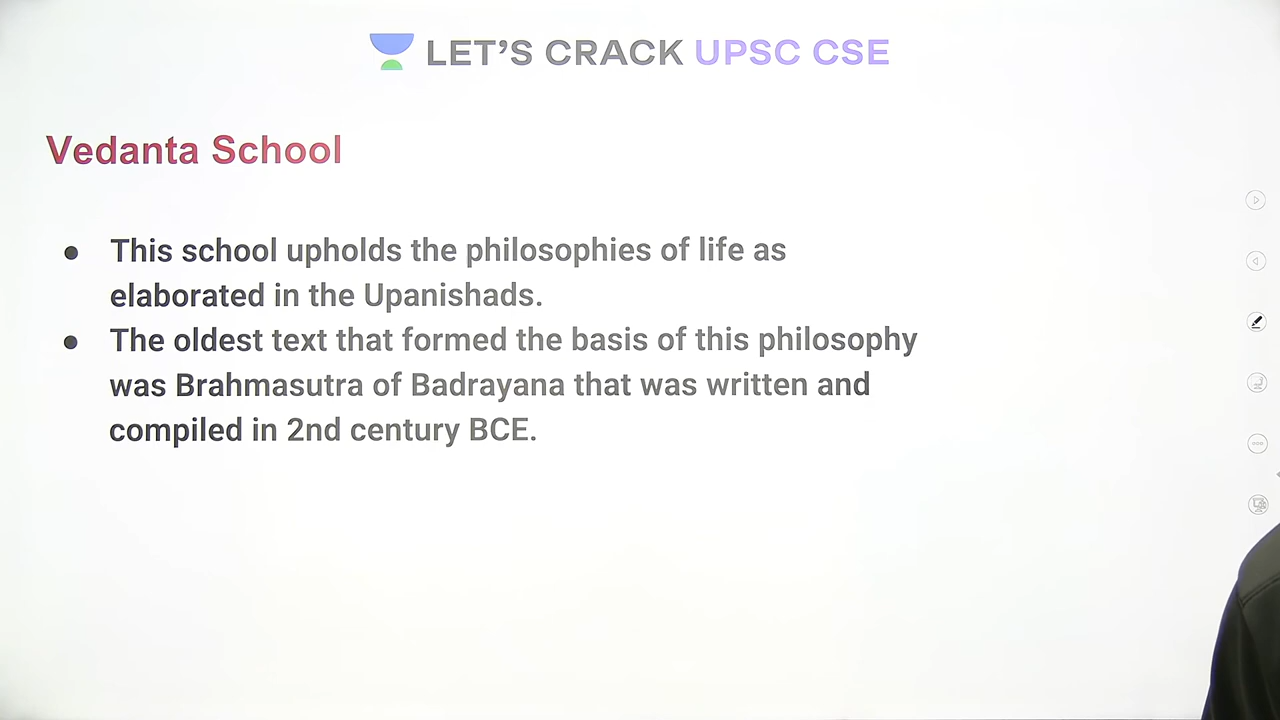 LET'S CRACK UPSC CSE
Vedanta School
● This school upholds the philosophies of life as
elaborated in the Upanishads.
● The oldest text that formed the basis of this philosophy
was Brahmasutra of Badrayana that was written and
compiled in 2nd century BCE.